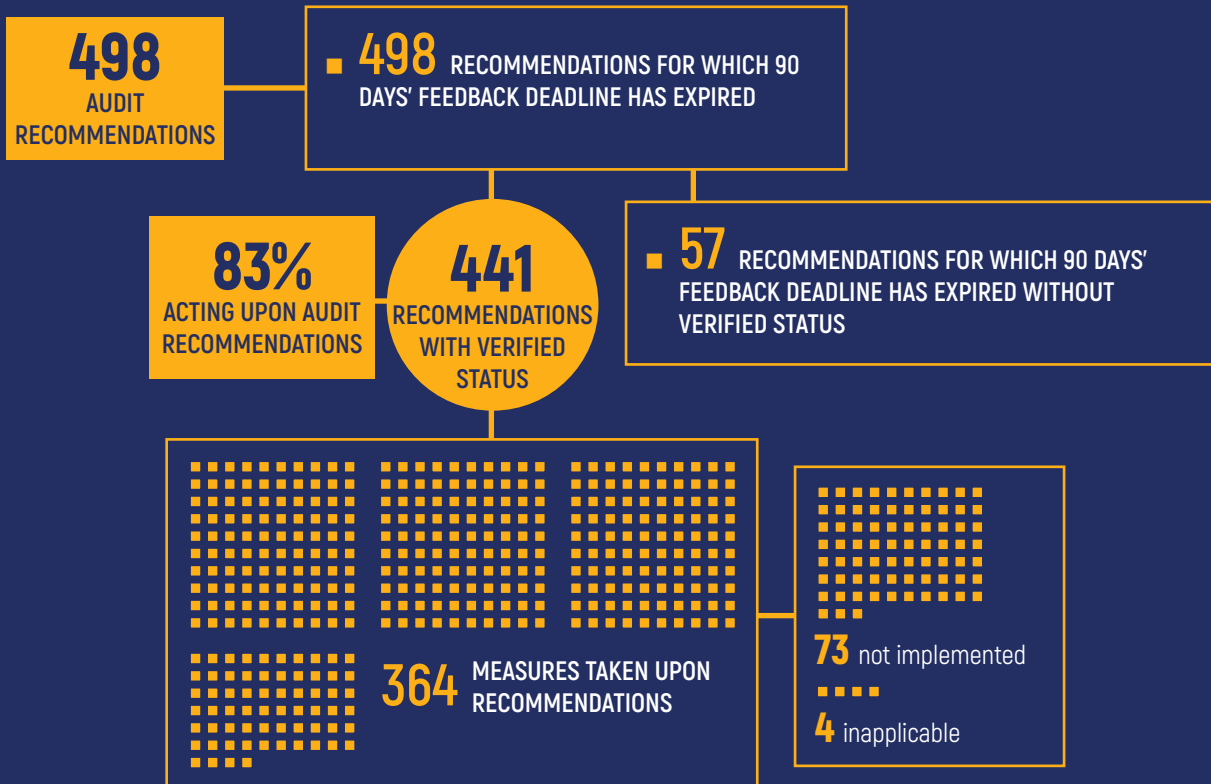 498
AUDIT
RECOMMENDATIONS
498 RECOMMENDATIONS FOR WHICH 90
DAYS' FEEDBACK DEADLINE HAS EXPIRED
83%
ACTING UPON AUDIT
RECOMMENDATIONS
441
RECOMMENDATIONS
WITH VERIFIED
STATUS
57 RECOMMENDATIONS FOR WHICH 90 DAYS'
FEEDBACK DEADLINE HAS EXPIRED WITHOUT
VERIFIED STATUS
364 MEASURES TAKEN UPON
RECOMMENDATIONS
73 not implemented
4 inapplicable